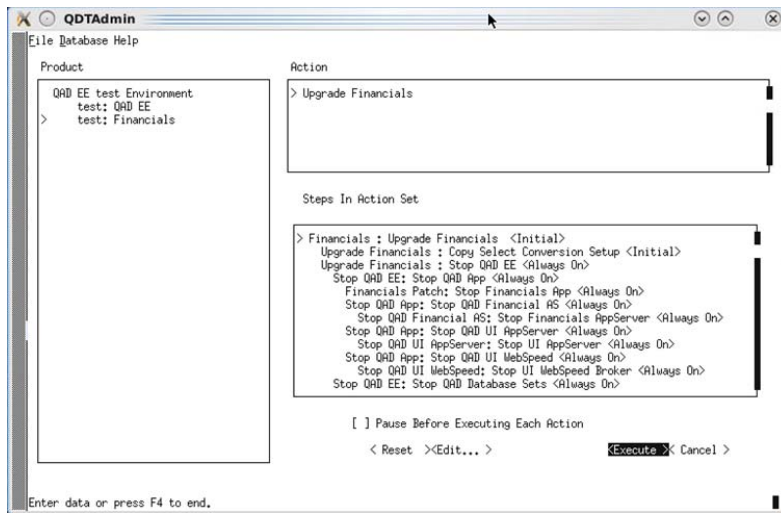 QDTAdmin
File Database Help
Product
QAD EE test Environment
test: QAD EE
> test: Financials
Action
> Upgrade Financials
Steps In Action Set
> Financials : Upgrade Financials <Initial>
Upgrade Financials : Copy Select Conversion Setup <Initial>
Upgrade Financials : Stop QAD EE <Always On>
Stop QAD EE: Stop QAD App <Always On>
Financials Patch: Stop Financials App <Always On>
Stop QAD App: Stop QAD Financial AS <Always On>
Stop QAD Financial AS: Stop Financials AppServer <Always On>
Stop QAD App: Stop QAD UI AppServer <Always On>
Stop QAD UI AppServer: Stop UI AppServer <Always On>
Stop QAD App: Stop QAD UI WebSpeed <Always On>
Stop QAD UI WebSpeed: Stop UI WebSpeed Broker <Always On>
Stop QAD EE: Stop QAD Database Sets <Always On>
[ ] Pause Before Executing Each Action
< Reset ><Edit... > <Execute >< Cancel >
Enter data or press F4 to end.